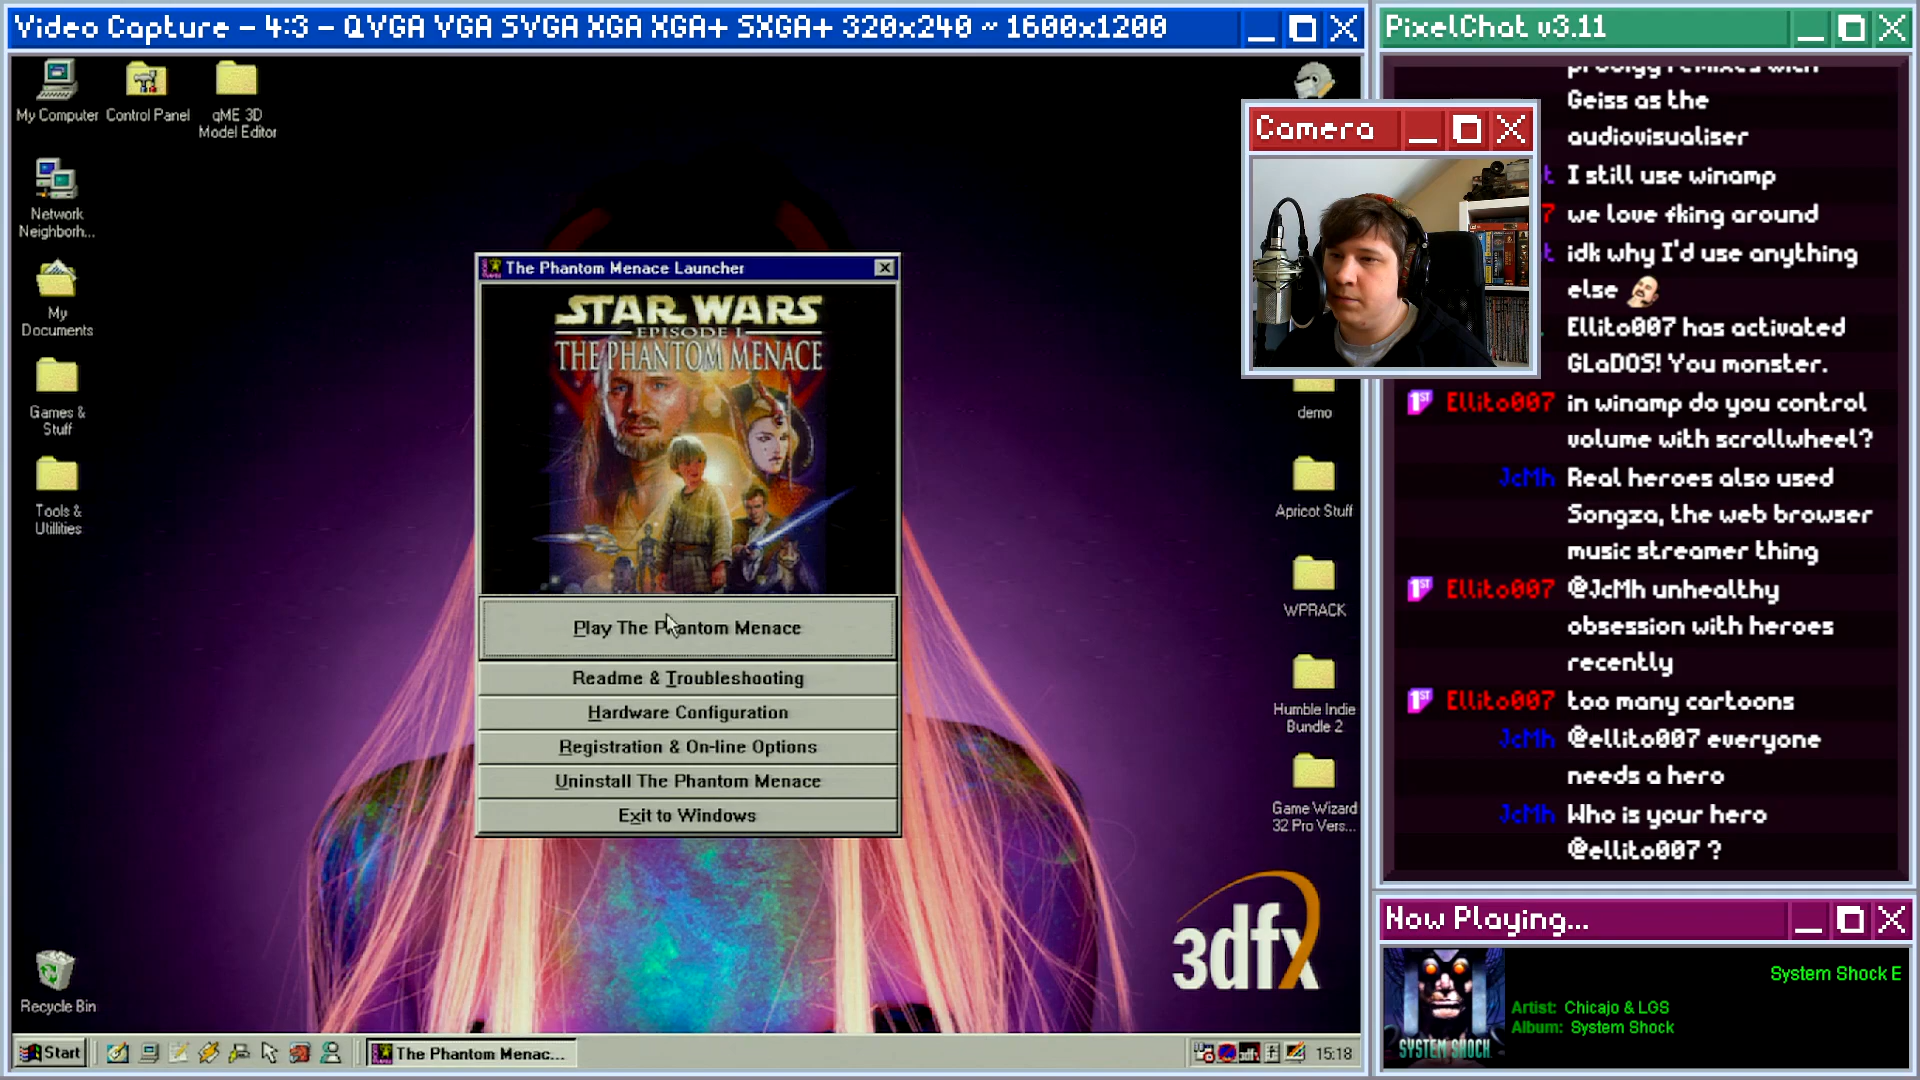 Video Capture - 4:3 - QVGA VGA SVGA XGA XGA+ SXGA+ 320x240 ~ 1600x1200
My Computer
Control Panel
qME 3D
Model Editor
Network
Neighborh...
My
Documents
Games &
Stuff
Tools &
Utilities
Recycle Bin
The Phantom Menace Launcher
STAR WARS
EPISODE I
THE PHANTOM MENACE
Play The Phantom Menace
Readme & Troubleshooting
Hardware Configuration
Registration & On-line Options
Uninstall The Phantom Menace
Exit to Windows
demo
Apricot Stuff
WPRACK
Humble Indie
Bundle 2
Game Wizard
32 Pro Vers...
3dfx
Start
The Phantom Menac...
3dfx
15:18
Camera
PixelChat v3.11
prodigy remixes with
Geiss as the
audiovisualiser
t I still use winamp
7 we love fking around
t idk why I'd use anything
else
Ellito007 has activated
GLaDOS! You monster.
1ST Ellito007 in winamp do you control
volume with scrollwheel?
JcMh Real heroes also used
Songza, the web browser
music streamer thing
1ST Ellito007 @JcMh unhealthy
obsession with heroes
recently
1ST Ellito007 too many cartoons
JcMh @ellito007 everyone
needs a hero
JcMh Who is your hero
@ellito007 ?
Now Playing...
SYSTEM SHOCK
System Shock E
Artist: Chicajo & LGS
Album: System Shock